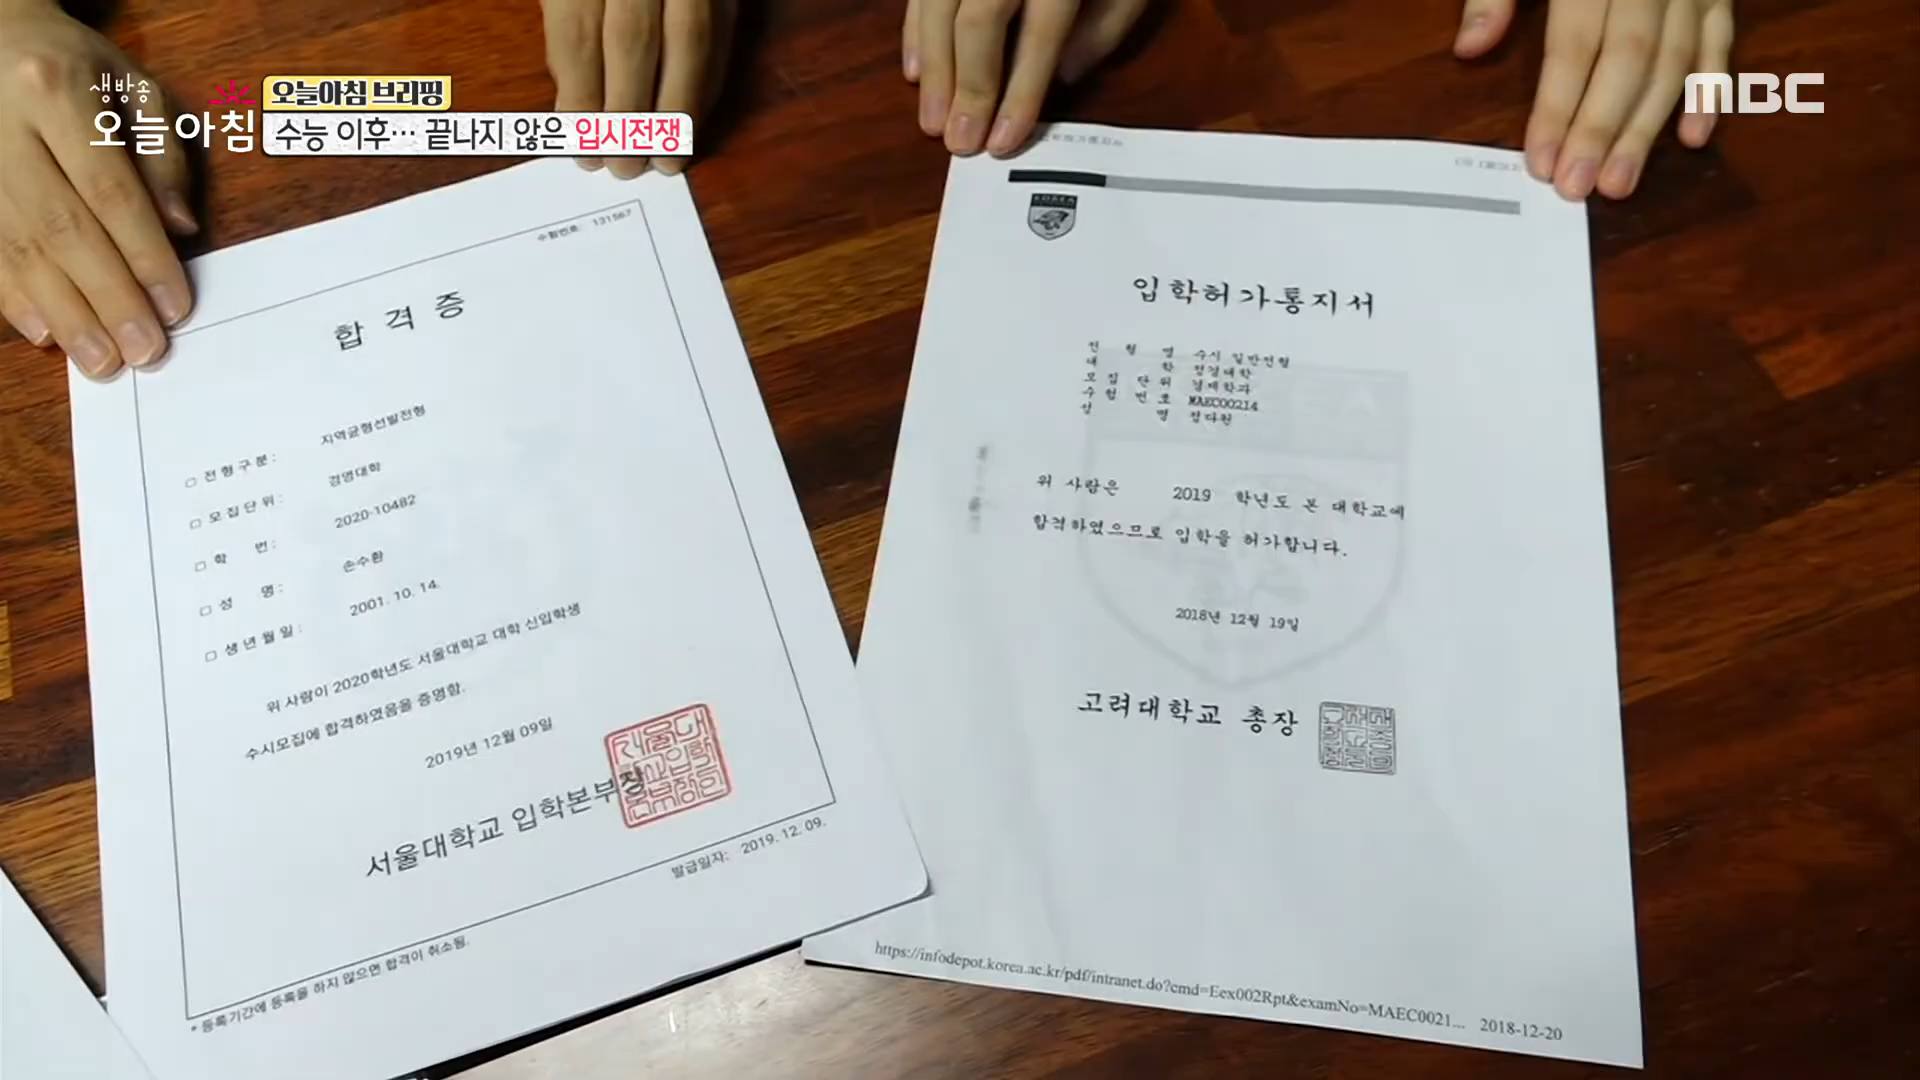 생방송
오늘아침
오늘아침 브리핑
수능 이후… 끝나지 않은 입시전쟁
MBC
수험번호: 131567
합격증
□ 전형구분: 지역균형선발전형
□ 모집단위: 경영대학
□ 학 번: 2020-10482
□ 성 명: 손수환
□ 생년월일: 2001. 10. 14.
위 사람이 2020학년도 서울대학교 대학 신입학생
수시모집에 합격하였음을 증명함.
2019년 12월 09일
서울대학교 입학본부장
발급일자: 2019. 12. 09.
* 등록기간에 등록을 하지 않으면 합격이 취소됨.
KOREA
입학허가통지서
전 형 명 수시 일반전형
대 학 정경대학
모집단위 경제학과
수험번호 MAEC00214
성 명 정다원
위 사람은 2019 학년도 본 대학교에
합격하였으므로 입학을 허가합니다.
2018년 12월 19일
고려대학교 총장
https://infodepot.korea.ac.kr/pdf/intranet.do?cmd=Eex002Rpt&examNo=MAEC0021... 2018-12-20